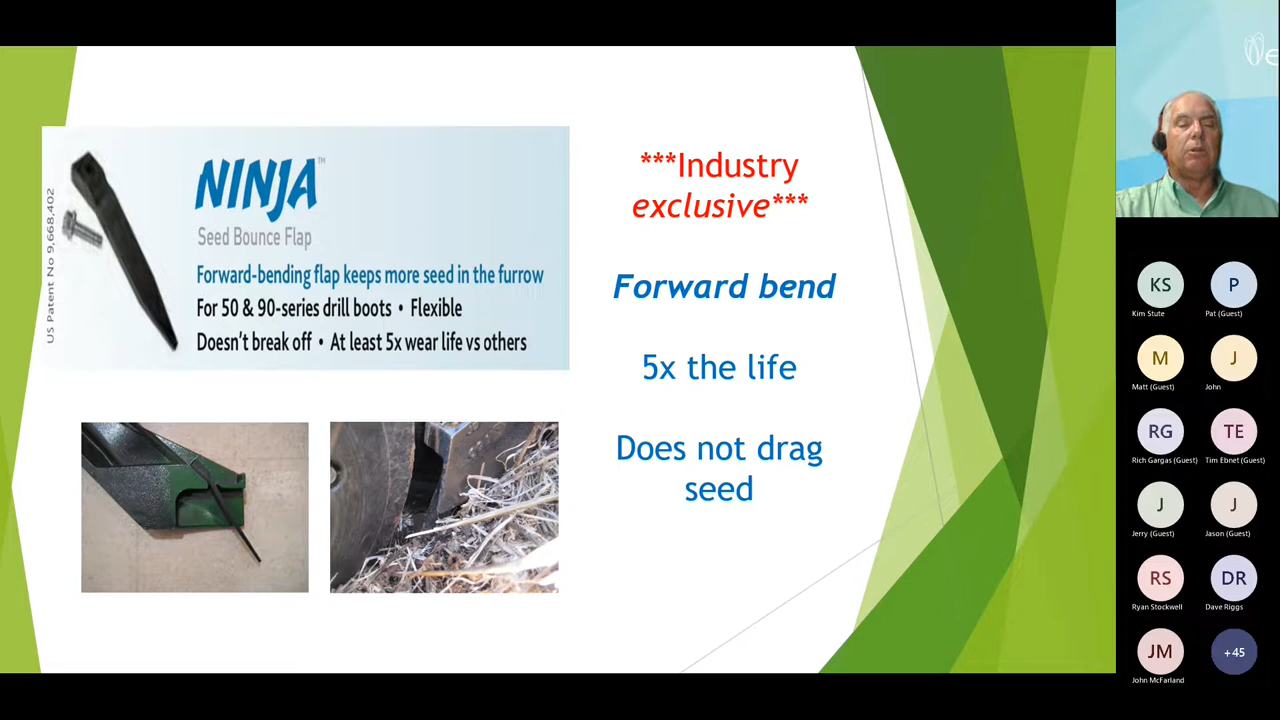 US Patent No 9,668,402
NINJA™
Seed Bounce Flap
Forward-bending flap keeps more seed in the furrow
For 50 & 90-series drill boots • Flexible
Doesn't break off • At least 5x wear life vs others
***Industry
exclusive***
Forward bend
5x the life
Does not drag
seed
KS
P
Kim Stute
Pat (Guest)
M
J
Matt (Guest)
John
RG
TE
Rich Gargas (Guest)
Tim Ebnet (Guest)
J
J
Jerry (Guest)
Jason (Guest)
RS
DR
Ryan Stockwell
Dave Riggs
JM
+45
John McFarland